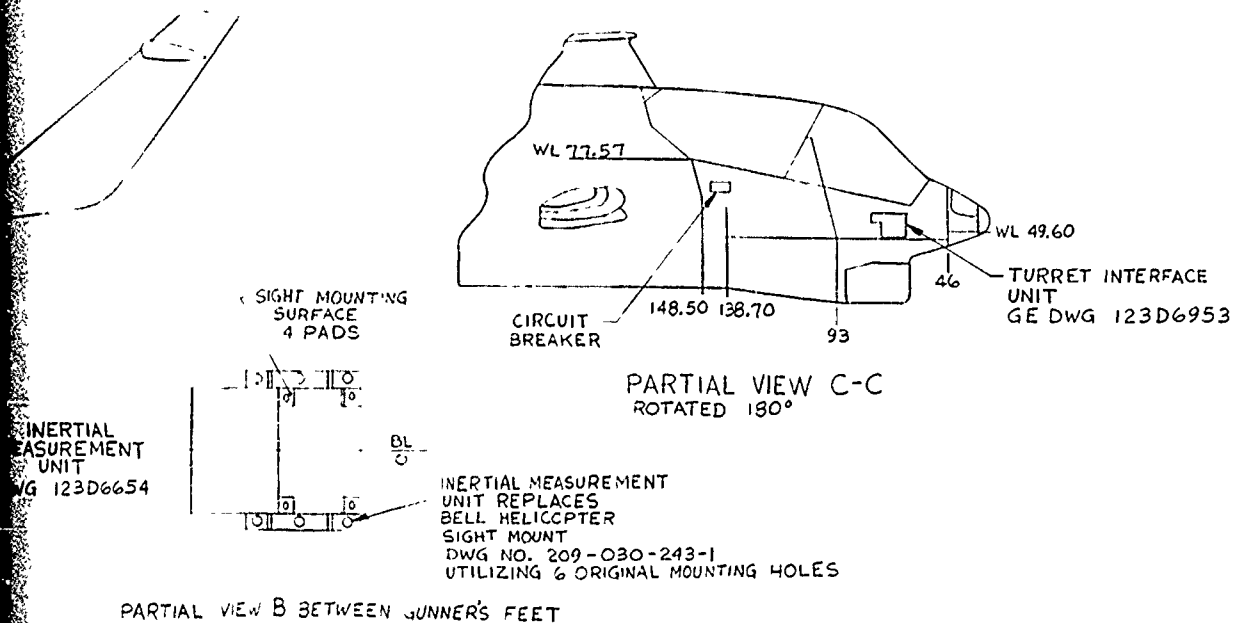 WL 77.57
WL 49.60
46
TURRET INTERFACE
UNIT
GE DWG 123D6953
148.50 138.70
93
CIRCUIT
BREAKER
PARTIAL VIEW C-C
ROTATED 180°
SIGHT MOUNTING
SURFACE
4 PADS
INERTIAL
EASUREMENT
UNIT
WG 123D6654
BL
O
INERTIAL MEASUREMENT
UNIT REPLACES
BELL HELICOPTER
SIGHT MOUNT
DWG NO. 209-030-243-1
UTILIZING 6 ORIGINAL MOUNTING HOLES
PARTIAL VIEW B BETWEEN GUNNER'S FEET